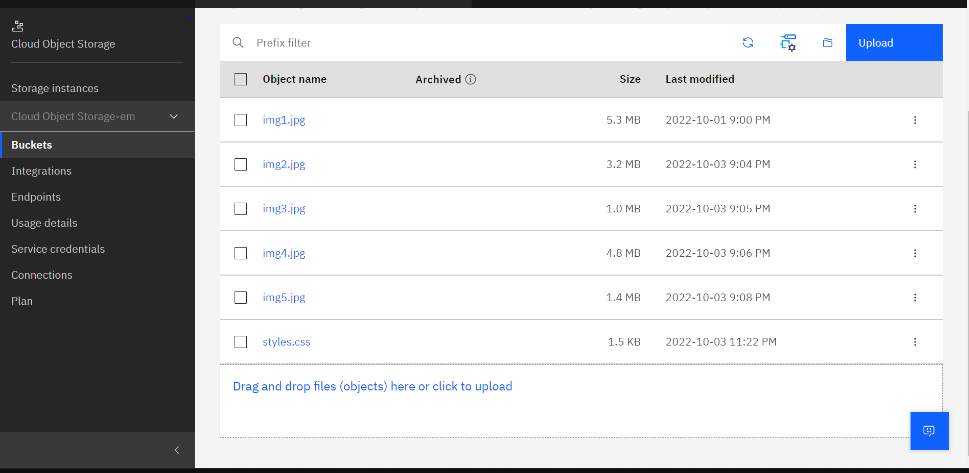 Cloud Object Storage
Storage instances
Cloud Object Storage-em
Buckets
Integrations
Endpoints
Usage details
Service credentials
Connections
Plan
Prefix filter
Upload
Object name Archived Size Last modified
img1.jpg 5.3 MB 2022-10-01 9:00 PM
img2.jpg 3.2 MB 2022-10-03 9:04 PM
img3.jpg 1.0 MB 2022-10-03 9:05 PM
img4.jpg 4.8 MB 2022-10-03 9:06 PM
img5.jpg 1.4 MB 2022-10-03 9:08 PM
styles.css 1.5 KB 2022-10-03 11:22 PM
Drag and drop files (objects) here or click to upload